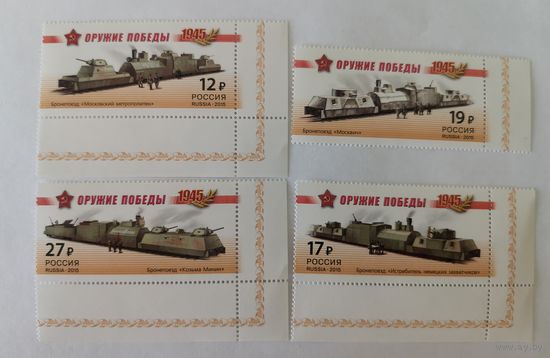 ОРУЖИЕ ПОБЕДЫ 1945
12 ₽
РОССИЯ
RUSSIA · 2015
Бронепоезд «Московский метрополитен»
ОРУЖИЕ ПОБЕДЫ 1945
19 ₽
РОССИЯ
RUSSIA · 2015
Бронепоезд «Москвич»
ОРУЖИЕ ПОБЕДЫ 1945
27 ₽
РОССИЯ
RUSSIA · 2015
Бронепоезд «Козьма Минин»
ОРУЖИЕ ПОБЕДЫ 1945
17 ₽
РОССИЯ
RUSSIA · 2015
Бронепоезд «Истребитель немецких захватчиков»